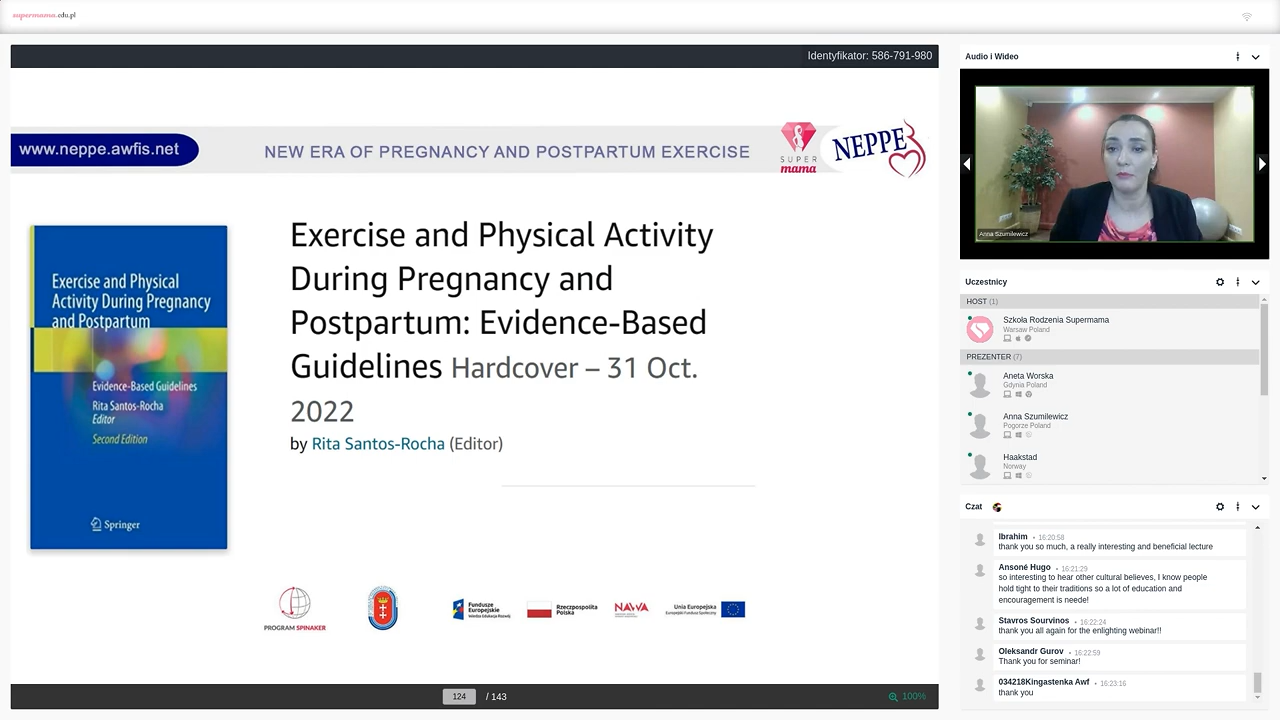 supermama.edu.pl
Identyfikator: 586-791-980
www.neppe.awfis.net
NEW ERA OF PREGNANCY AND POSTPARTUM EXERCISE
SUPER
mama
NEPPE
Exercise and Physical
Activity During Pregnancy
and Postpartum
Evidence-Based Guidelines
Rita Santos-Rocha
Editor
Second Edition
Springer
Exercise and Physical Activity
During Pregnancy and
Postpartum: Evidence-Based
Guidelines Hardcover – 31 Oct.
2022
by Rita Santos-Rocha (Editor)
PROGRAM SPINAKER
Fundusze
Europejskie
Wiedza Edukacja Rozwój
Rzeczpospolita
Polska
NAWA
Unia Europejska
Europejski Fundusz Społeczny
124 / 143
100%
Audio i Wideo
Anna Szumilewicz
Uczestnicy
HOST (1)
Szkoła Rodzenia Supermama
Warsaw Poland
PREZENTER (7)
Aneta Worska
Gdynia Poland
Anna Szumilewicz
Pogorze Poland
Haakstad
Norway
Czat
Ibrahim • 16:20:58
thank you so much, a really interesting and beneficial lecture
Ansoné Hugo • 16:21:29
so interesting to hear other cultural believes, I know people
hold tight to their traditions so a lot of education and
encouragement is neede!
Stavros Sourvinos • 16:22:24
thank you all again for the enlighting webinar!!
Oleksandr Gurov • 16:22:59
Thank you for seminar!
034218Kingastenka Awf • 16:23:16
thank you